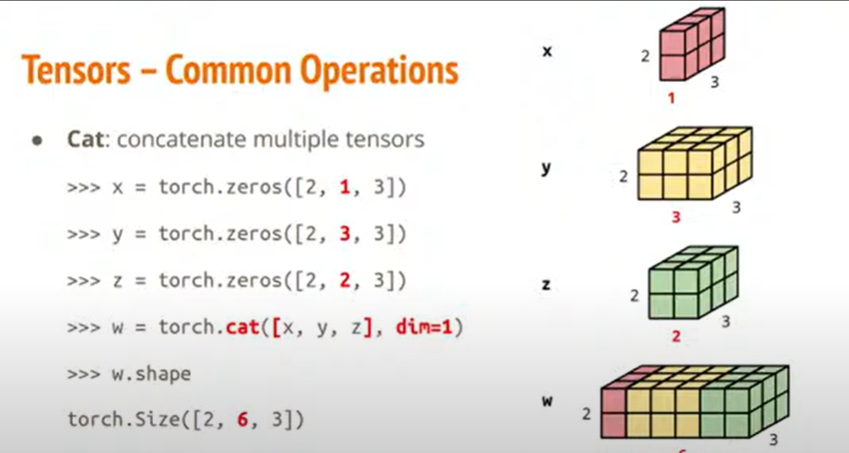 Tensors – Common Operations
• Cat: concatenate multiple tensors
>>> x = torch.zeros([2, 1, 3])
>>> y = torch.zeros([2, 3, 3])
>>> z = torch.zeros([2, 2, 3])
>>> w = torch.cat([x, y, z], dim=1)
>>> w.shape
torch.Size([2, 6, 3])
x
2
3
1
y
2
3
3
z
2
3
2
w
2
3